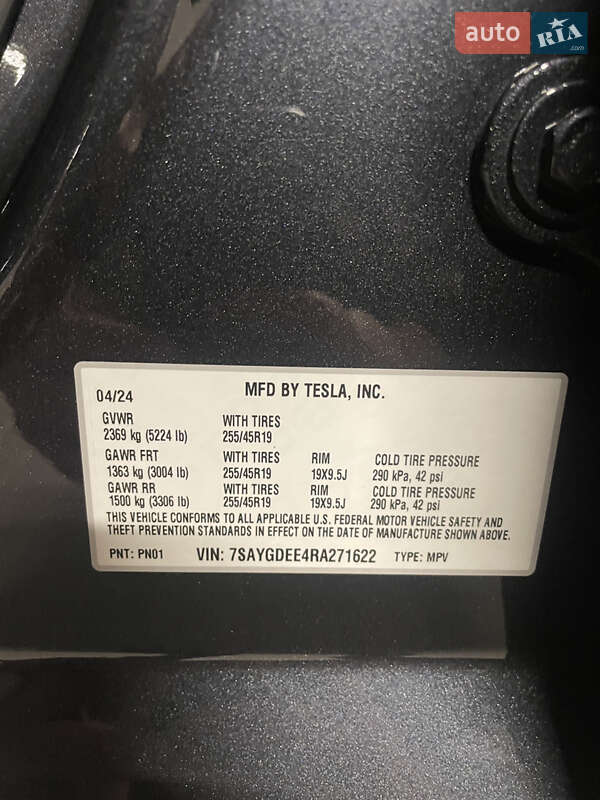 auto RIA.com
04/24 MFD BY TESLA, INC.
GVWR WITH TIRES
2369 kg (5224 lb) 255/45R19
GAWR FRT WITH TIRES RIM COLD TIRE PRESSURE
1363 kg (3004 lb) 255/45R19 19X9.5J 290 kPa, 42 psi
GAWR RR WITH TIRES RIM COLD TIRE PRESSURE
1500 kg (3306 lb) 255/45R19 19X9.5J 290 kPa, 42 psi
THIS VEHICLE CONFORMS TO ALL APPLICABLE U.S. FEDERAL MOTOR VEHICLE SAFETY AND
THEFT PREVENTION STANDARDS IN EFFECT ON THE DATE OF MANUFACTURE SHOWN ABOVE.
PNT: PN01 VIN: 7SAYGDEE4RA271622 TYPE: MPV